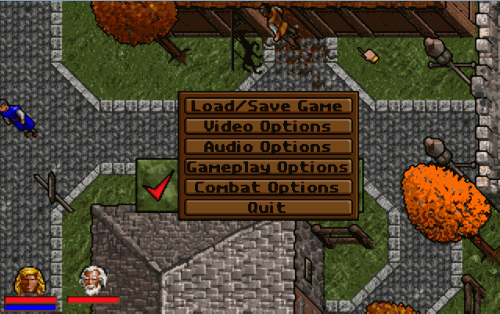 Load/Save Game
Video Options
Audio Options
Gameplay Options
Combat Options
Quit